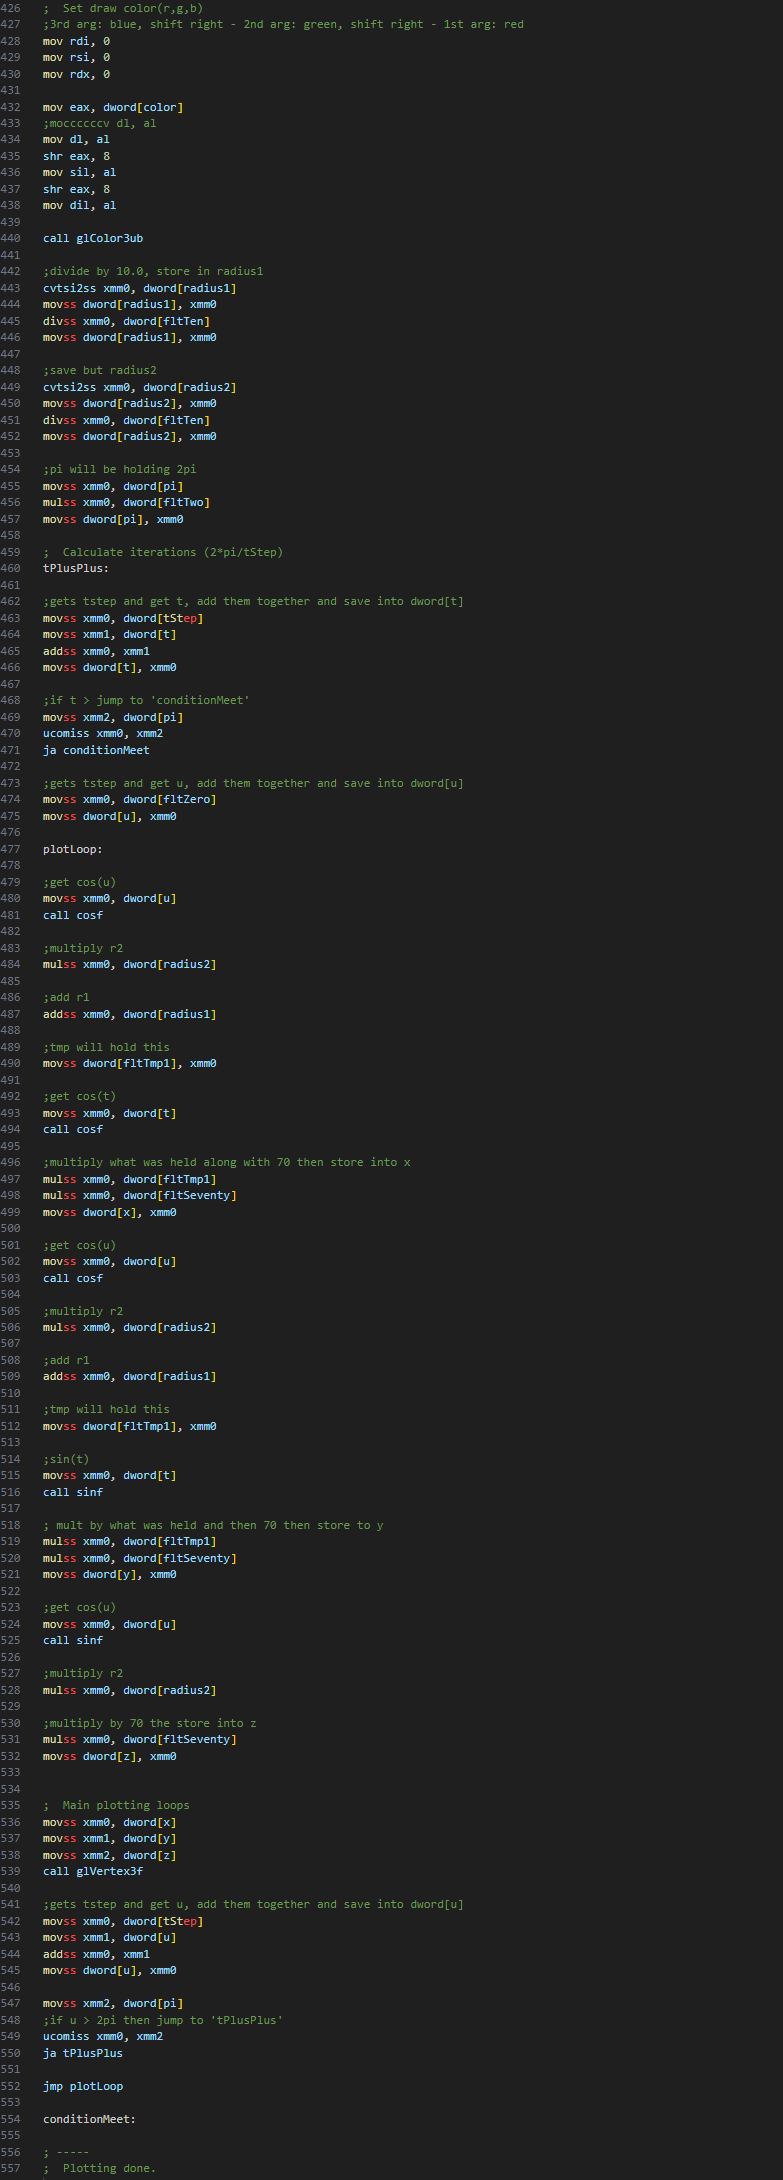 426 ;  Set draw color(r,g,b)
427 ;3rd arg: blue, shift right - 2nd arg: green, shift right - 1st arg: red
428 mov rdi, 0
429 mov rsi, 0
430 mov rdx, 0
431
432 mov eax, dword[color]
433 ;moccccccv dl, al
434 mov dl, al
435 shr eax, 8
436 mov sil, al
437 shr eax, 8
438 mov dil, al
439
440 call glColor3ub
441
442 ;divide by 10.0, store in radius1
443 cvtsi2ss xmm0, dword[radius1]
444 movss dword[radius1], xmm0
445 divss xmm0, dword[fltTen]
446 movss dword[radius1], xmm0
447
448 ;save but radius2
449 cvtsi2ss xmm0, dword[radius2]
450 movss dword[radius2], xmm0
451 divss xmm0, dword[fltTen]
452 movss dword[radius2], xmm0
453
454 ;pi will be holding 2pi
455 movss xmm0, dword[pi]
456 mulss xmm0, dword[fltTwo]
457 movss dword[pi], xmm0
458
459 ;  Calculate iterations (2*pi/tStep)
460 tPlusPlus:
461
462 ;gets tstep and get t, add them together and save into dword[t]
463 movss xmm0, dword[tStep]
464 movss xmm1, dword[t]
465 addss xmm0, xmm1
466 movss dword[t], xmm0
467
468 ;if t > jump to 'conditionMeet'
469 movss xmm2, dword[pi]
470 ucomiss xmm0, xmm2
471 ja conditionMeet
472
473 ;gets tstep and get u, add them together and save into dword[u]
474 movss xmm0, dword[fltZero]
475 movss dword[u], xmm0
476
477 plotLoop:
478
479 ;get cos(u)
480 movss xmm0, dword[u]
481 call cosf
482
483 ;multiply r2
484 mulss xmm0, dword[radius2]
485
486 ;add r1
487 addss xmm0, dword[radius1]
488
489 ;tmp will hold this
490 movss dword[fltTmp1], xmm0
491
492 ;get cos(t)
493 movss xmm0, dword[t]
494 call cosf
495
496 ;multiply what was held along with 70 then store into x
497 mulss xmm0, dword[fltTmp1]
498 mulss xmm0, dword[fltSeventy]
499 movss dword[x], xmm0
500
501 ;get cos(u)
502 movss xmm0, dword[u]
503 call cosf
504
505 ;multiply r2
506 mulss xmm0, dword[radius2]
507
508 ;add r1
509 addss xmm0, dword[radius1]
510
511 ;tmp will hold this
512 movss dword[fltTmp1], xmm0
513
514 ;sin(t)
515 movss xmm0, dword[t]
516 call sinf
517
518 ; mult by what was held and then 70 then store to y
519 mulss xmm0, dword[fltTmp1]
520 mulss xmm0, dword[fltSeventy]
521 movss dword[y], xmm0
522
523 ;get cos(u)
524 movss xmm0, dword[u]
525 call sinf
526
527 ;multiply r2
528 mulss xmm0, dword[radius2]
529
530 ;multiply by 70 the store into z
531 mulss xmm0, dword[fltSeventy]
532 movss dword[z], xmm0
533
534
535 ;  Main plotting loops
536 movss xmm0, dword[x]
537 movss xmm1, dword[y]
538 movss xmm2, dword[z]
539 call glVertex3f
540
541 ;gets tstep and get u, add them together and save into dword[u]
542 movss xmm0, dword[tStep]
543 movss xmm1, dword[u]
544 addss xmm0, xmm1
545 movss dword[u], xmm0
546
547 movss xmm2, dword[pi]
548 ;if u > 2pi then jump to 'tPlusPlus'
549 ucomiss xmm0, xmm2
550 ja tPlusPlus
551
552 jmp plotLoop
553
554 conditionMeet:
555
556 ; -----
557 ;  Plotting done.